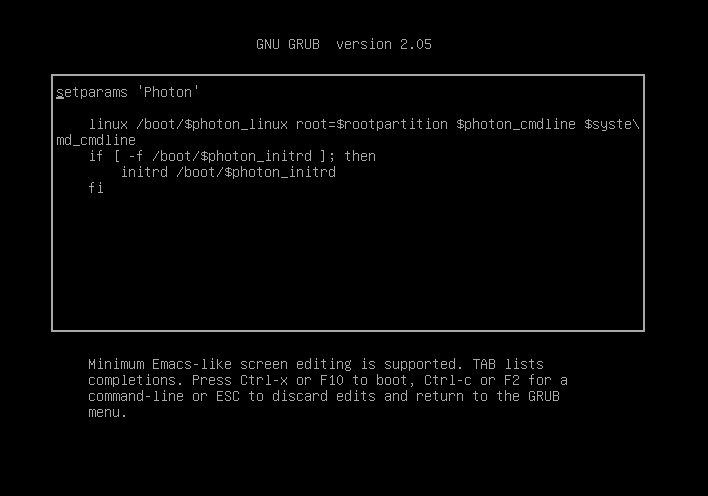 GNU GRUB  version 2.05
setparams 'Photon'
    linux /boot/$photon_linux root=$rootpartition $photon_cmdline $syste\
md_cmdline
    if [ -f /boot/$photon_initrd ]; then
        initrd /boot/$photon_initrd
    fi
Minimum Emacs-like screen editing is supported. TAB lists
completions. Press Ctrl-x or F10 to boot, Ctrl-c or F2 for a
command-line or ESC to discard edits and return to the GRUB
menu.